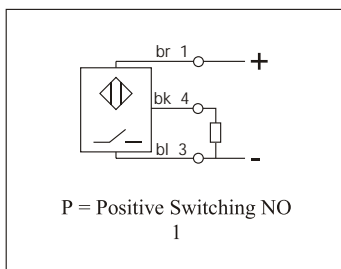 br 1 +
bk 4
bl 3 -
P = Positive Switching NO
1